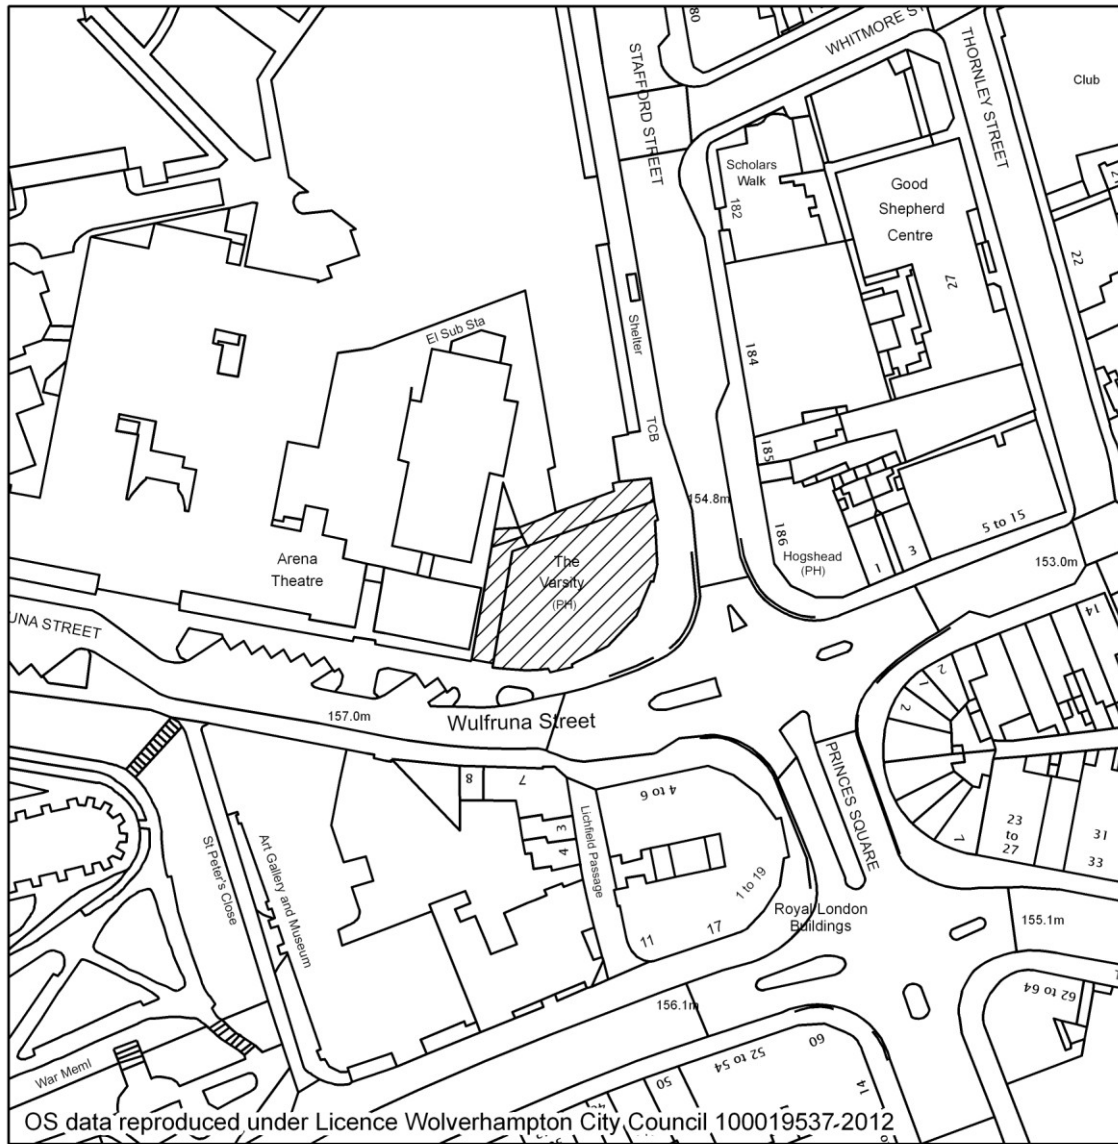 80
STAFFORD STREET
WHITMORE S
THORNLEY STREET
Club
Scholars
Walk
182
Good
Shepherd
Centre
27
22
El Sub Sta
Shelter
184
TCB
185
154.8m
186
Hogshead
(PH)
1
3
5 to 15
153.0m
Arena
Theatre
The
Varsity
(PH)
UNA STREET
14
2
1
2
157.0m
Wulfruna Street
PRINCES SQUARE
8
7
4 to 6
3
4
Lichfield Passage
7
23
to
27
31
33
St Peter's Close
Art Gallery and Museum
1 to 19
Royal London
Buildings
11
17
155.1m
156.1m
62 to 64
War Meml
52 to 54
60
50
14
OS data reproduced under Licence Wolverhampton City Council 100019537-2012